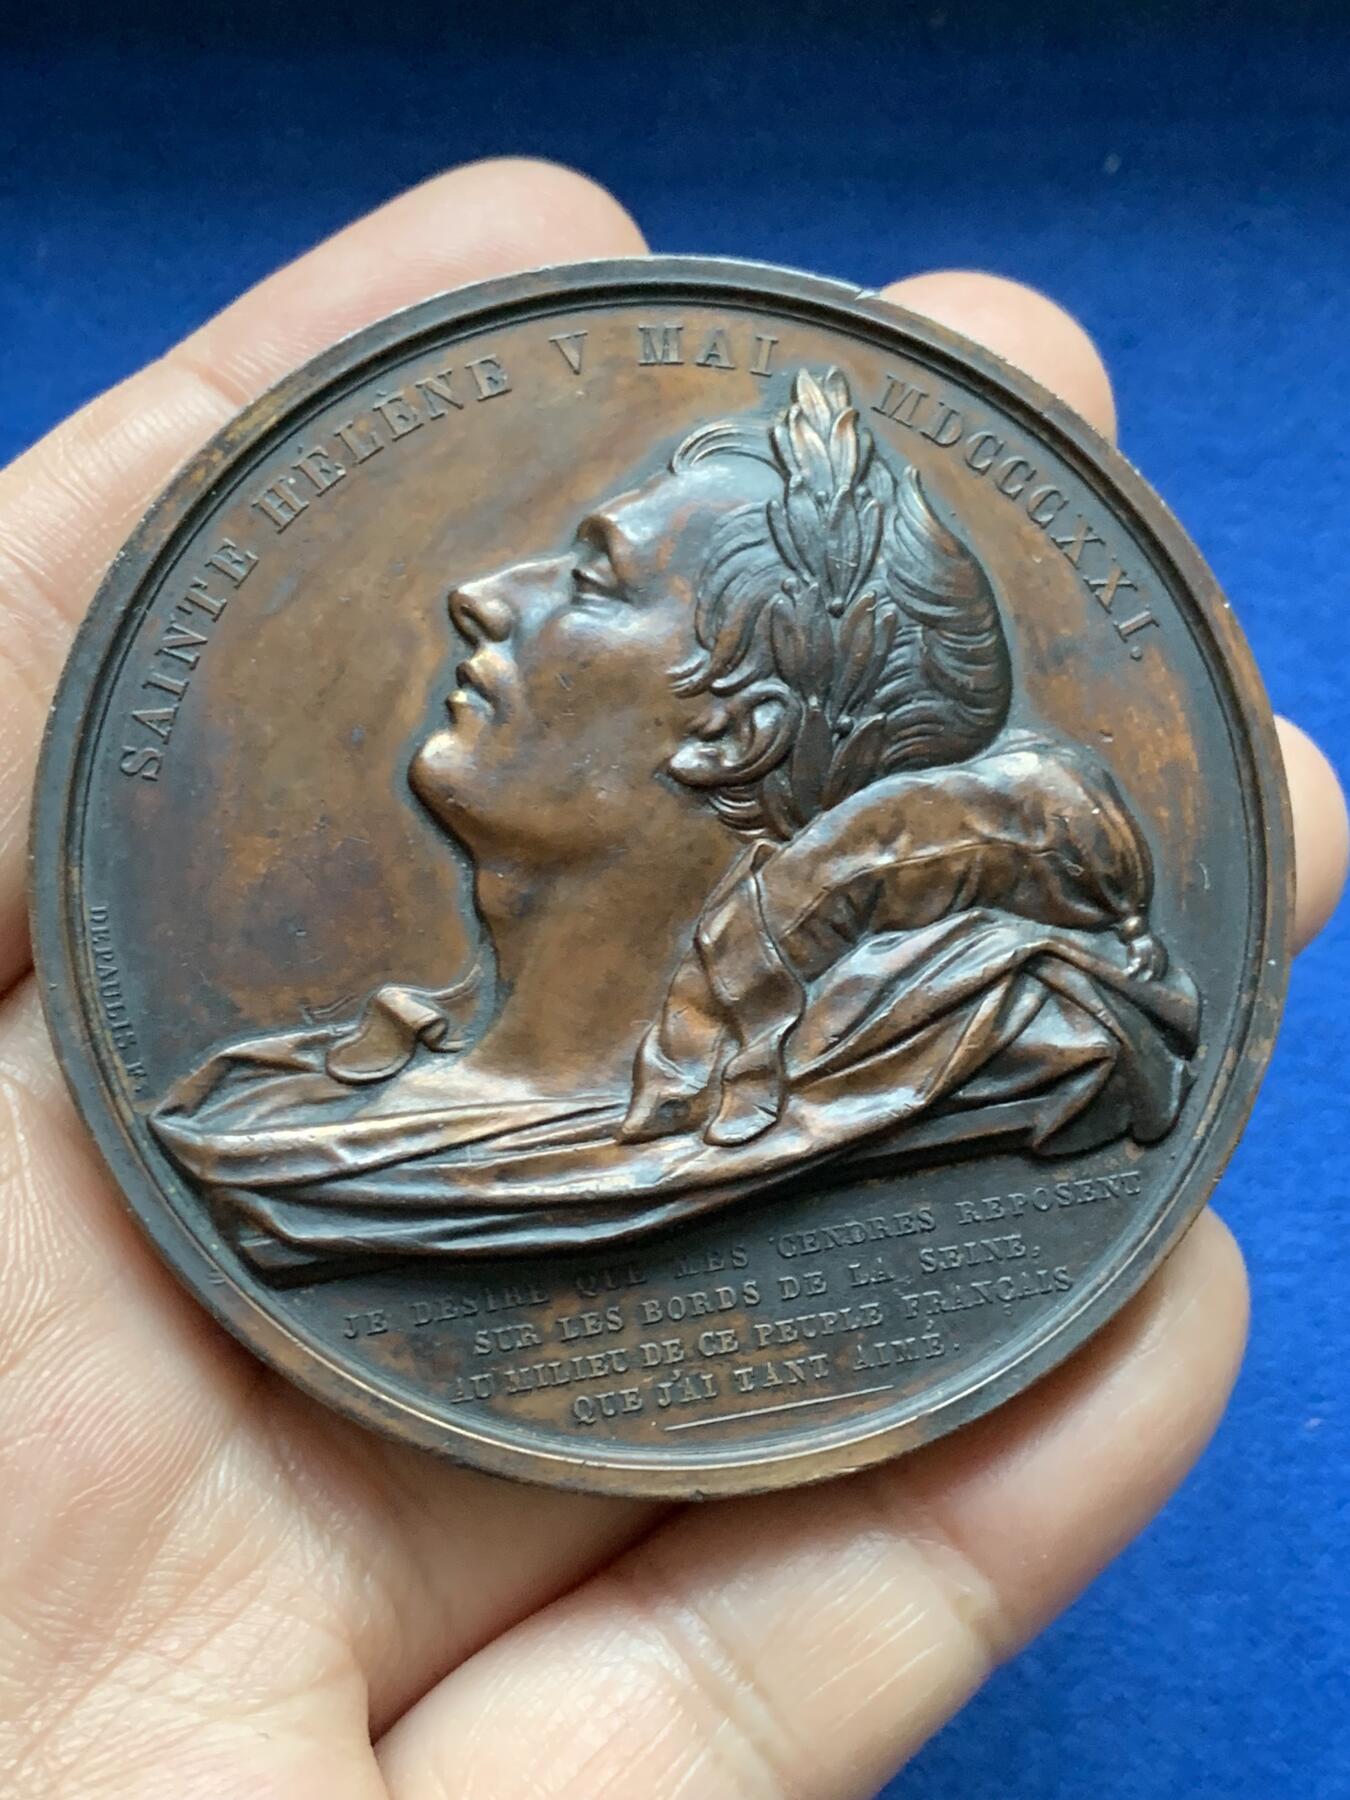 SAINTE HÉLÈNE V MAI MDCCCXXI.
DEPAULIS F.
JE DESIRE QUE MES CENDRES REPOSENT
SUR LES BORDS DE LA SEINE,
AU MILIEU DE CE PEUPLE FRANÇAIS
QUE J'AI TANT AIMÉ.